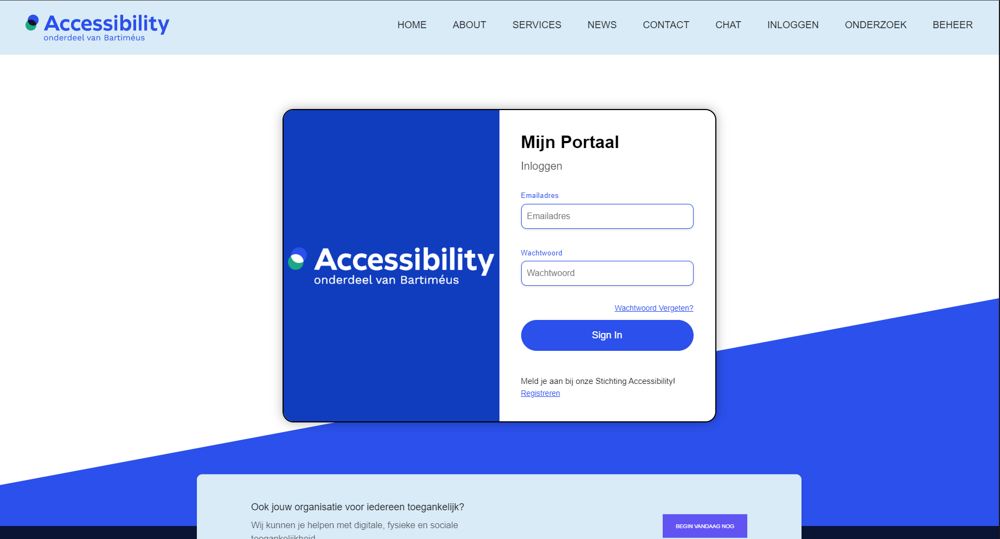 Accessibility
onderdeel van Bartiméus
HOME ABOUT SERVICES NEWS CONTACT CHAT INLOGGEN ONDERZOEK BEHEER
Accessibility
onderdeel van Bartiméus
Mijn Portaal
Inloggen
Emailadres
Emailadres
Wachtwoord
Wachtwoord
Wachtwoord Vergeten?
Sign In
Meld je aan bij onze Stichting Accessibility!
Registreren
Ook jouw organisatie voor iedereen toegankelijk?
Wij kunnen je helpen met digitale, fysieke en sociale
toegankelijkheid
BEGIN VANDAAG NOG